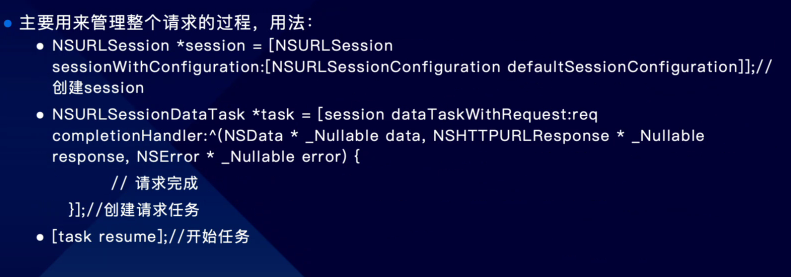 主要用来管理整个请求的过程，用法：
NSURLSession *session = [NSURLSession
sessionWithConfiguration:[NSURLSessionConfiguration defaultSessionConfiguration]];//
创建session
NSURLSessionDataTask *task = [session dataTaskWithRequest:req
completionHandler:^(NSData * _Nullable data, NSHTTPURLResponse * _Nullable
response, NSError * _Nullable error) {
// 请求完成
}];//创建请求任务
[task resume];//开始任务